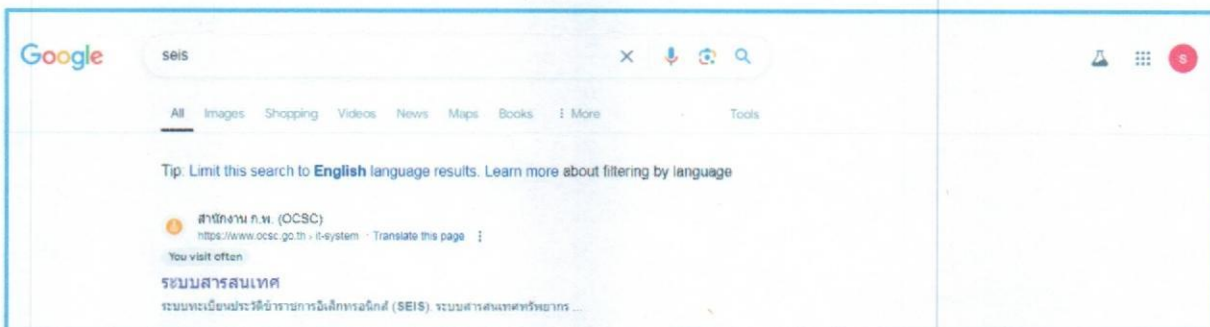 Google
seis
All Images Shopping Videos News Maps Books More Tools
Tip: Limit this search to English language results. Learn more about filtering by language
สำนักงาน ก.พ. (OCSC)
https://www.ocsc.go.th › it-system · Translate this page
You visit often
ระบบสารสนเทศ
ระบบทะเบียนประวัติข้าราชการอิเล็กทรอนิกส์ (SEIS). ระบบสารสนเทศทรัพยากร ...
S